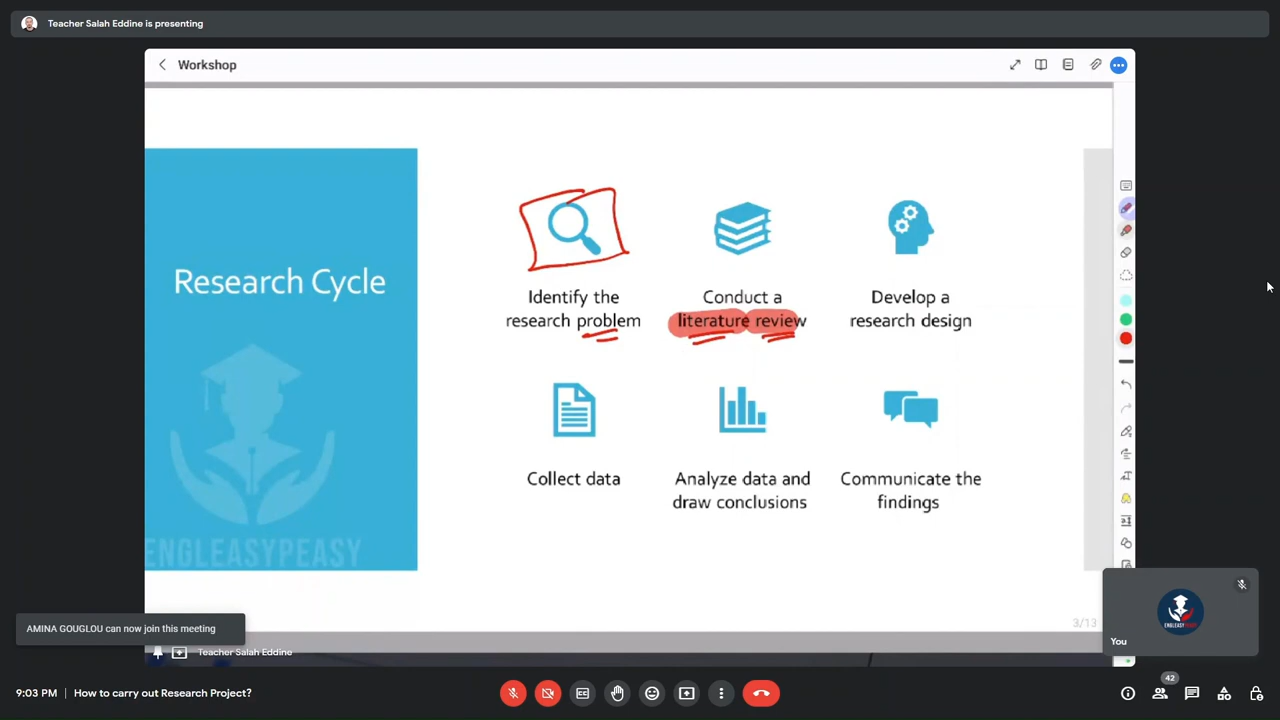 Teacher Salah Eddine is presenting
Workshop
Research Cycle
ENGLEASYPEASY
Identify the
research problem
Conduct a
literature review
Develop a
research design
Collect data
Analyze data and
draw conclusions
Communicate the
findings
3/13
AMINA GOUGLOU can now join this meeting
Teacher Salah Eddine
ENGLEASYPEASY
You
9:03 PM | How to carry out Research Project?
42